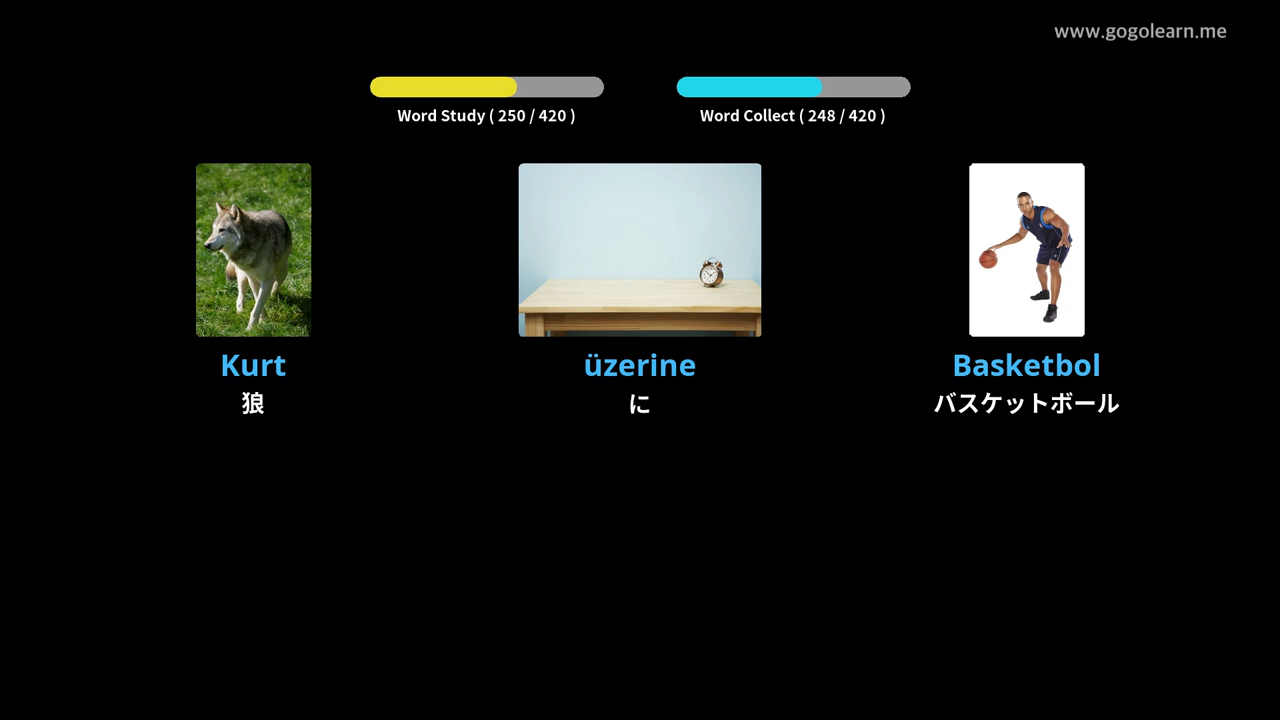 www.gogolearn.me
Word Study ( 250 / 420 )
Word Collect ( 248 / 420 )
Kurt
üzerine
Basketbol
狼
に
バスケットボール